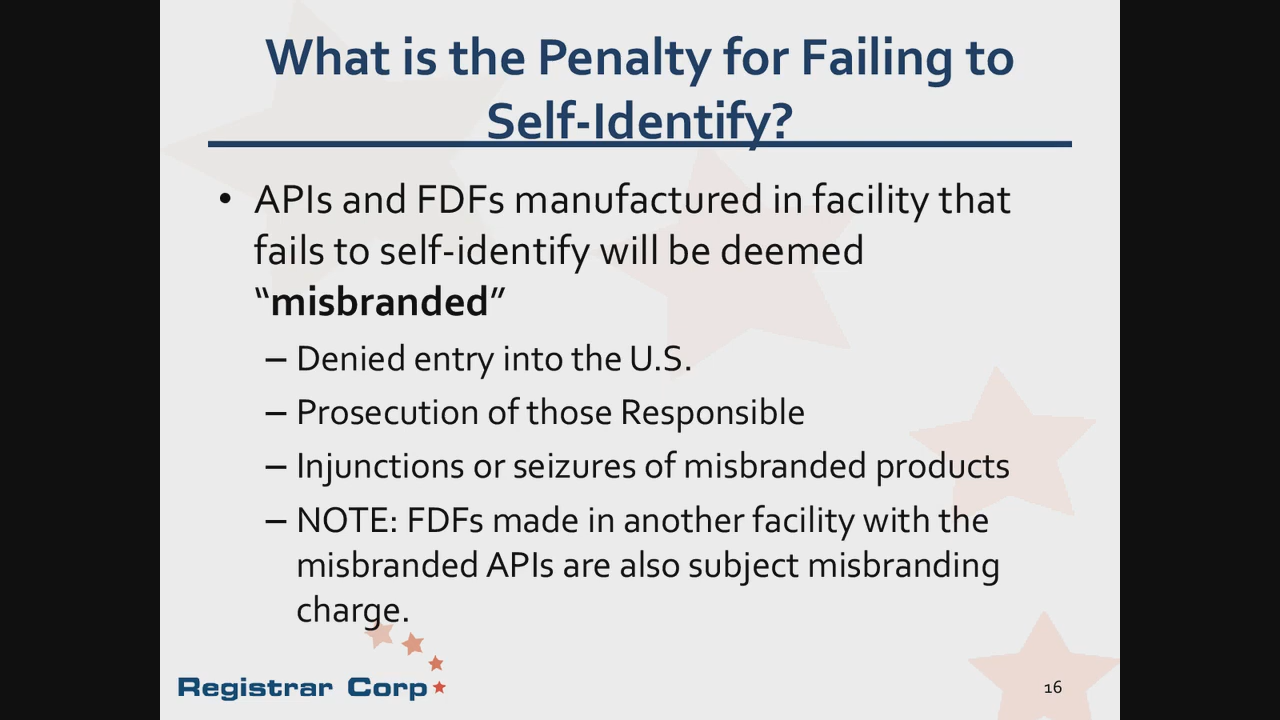 What is the Penalty for Failing to
Self-Identify?
• APIs and FDFs manufactured in facility that
fails to self-identify will be deemed
“misbranded”
– Denied entry into the U.S.
– Prosecution of those Responsible
– Injunctions or seizures of misbranded products
– NOTE: FDFs made in another facility with the
misbranded APIs are also subject misbranding
charge.
Registrar Corp
16